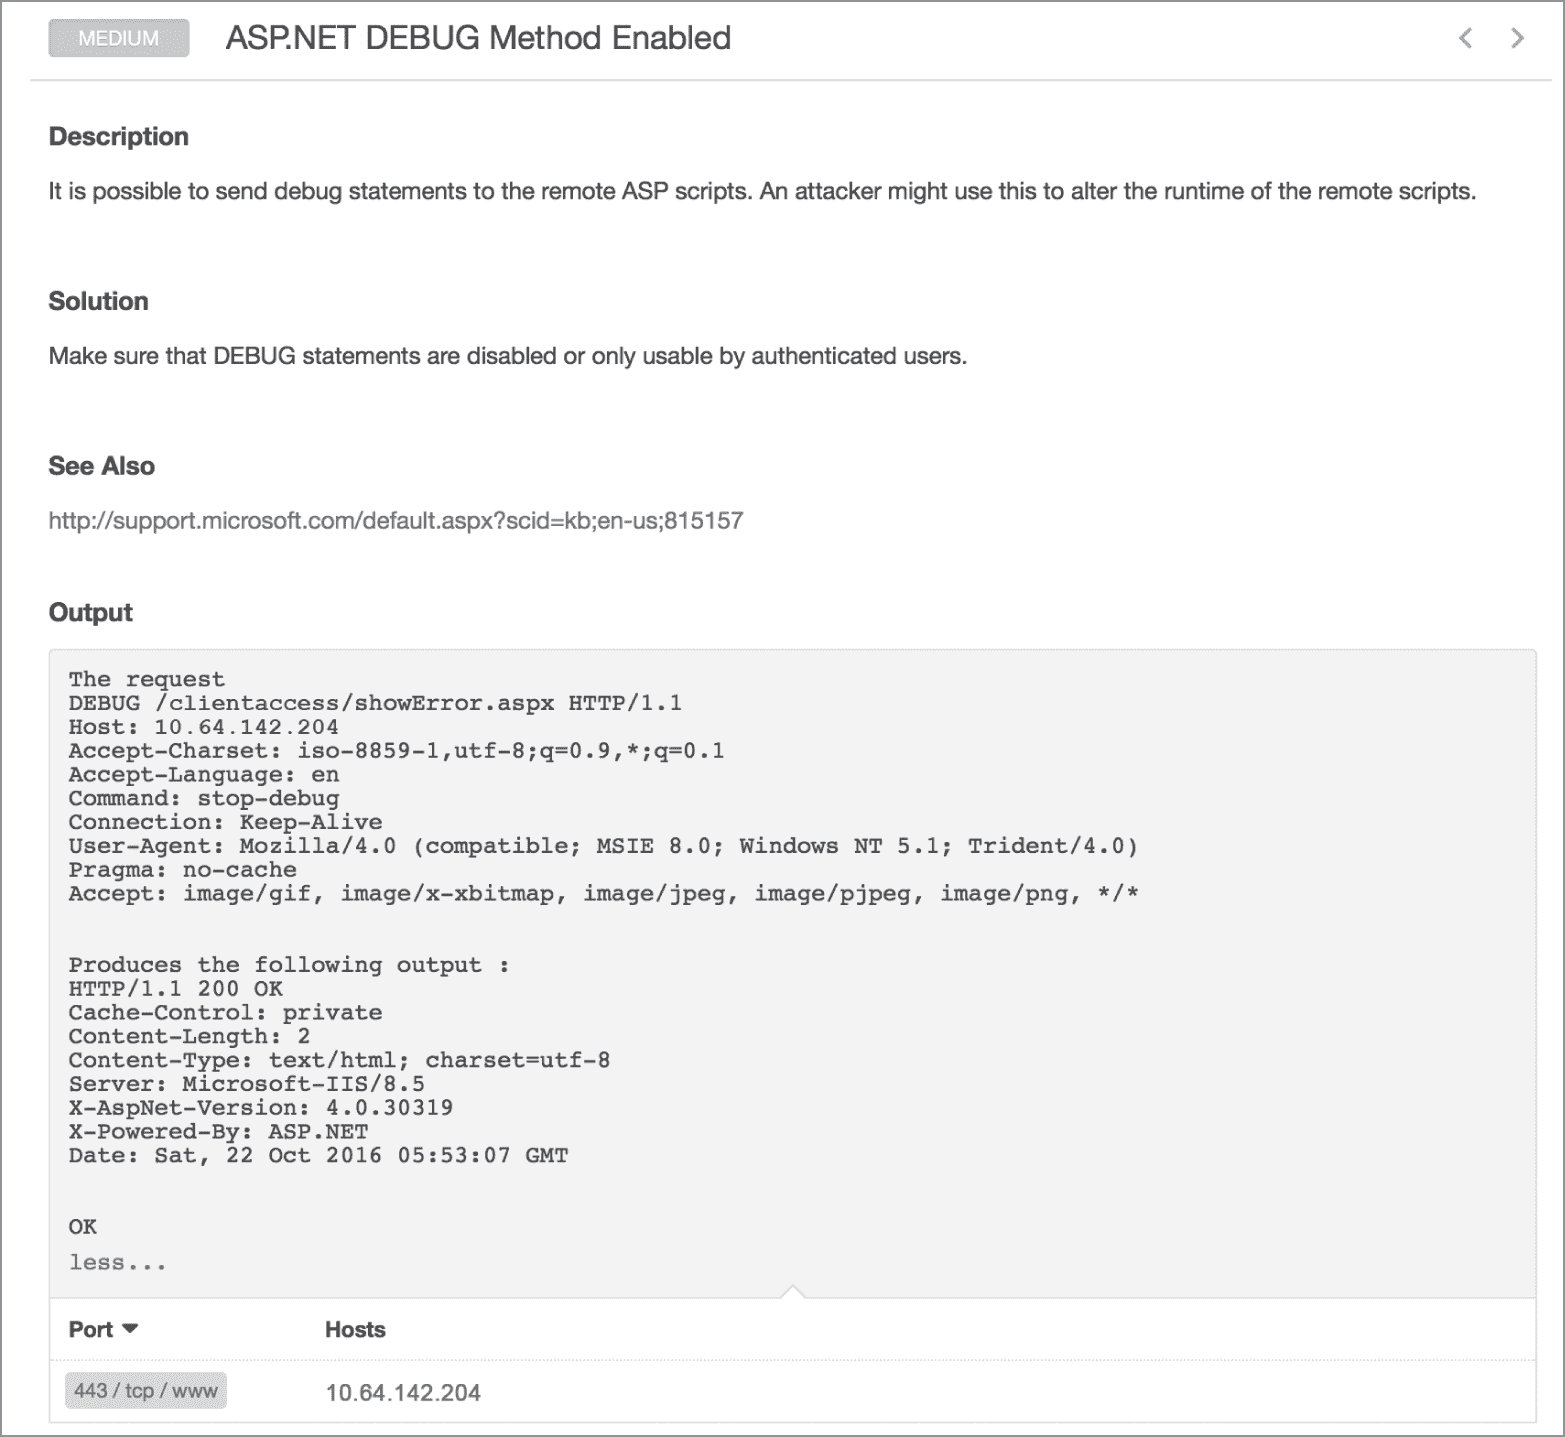 MEDIUM ASP.NET DEBUG Method Enabled
Description
It is possible to send debug statements to the remote ASP scripts. An attacker might use this to alter the runtime of the remote scripts.
Solution
Make sure that DEBUG statements are disabled or only usable by authenticated users.
See Also
http://support.microsoft.com/default.aspx?scid=kb;en-us;815157
Output
The request
DEBUG /clientaccess/showError.aspx HTTP/1.1
Host: 10.64.142.204
Accept-Charset: iso-8859-1,utf-8;q=0.9,*;q=0.1
Accept-Language: en
Command: stop-debug
Connection: Keep-Alive
User-Agent: Mozilla/4.0 (compatible; MSIE 8.0; Windows NT 5.1; Trident/4.0)
Pragma: no-cache
Accept: image/gif, image/x-xbitmap, image/jpeg, image/pjpeg, image/png, */*
Produces the following output :
HTTP/1.1 200 OK
Cache-Control: private
Content-Length: 2
Content-Type: text/html; charset=utf-8
Server: Microsoft-IIS/8.5
X-AspNet-Version: 4.0.30319
X-Powered-By: ASP.NET
Date: Sat, 22 Oct 2016 05:53:07 GMT
OK
less...
Port Hosts
443 / tcp / www 10.64.142.204